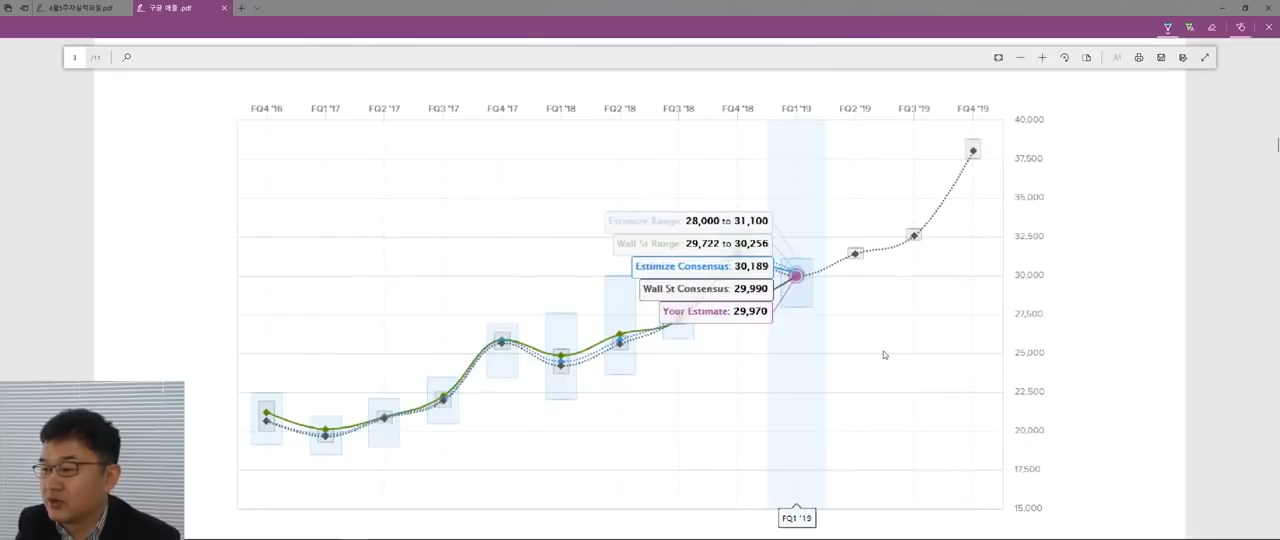 4월5주차실적파일.pdf
구글 애플 .pdf
3 /11
FQ4 '16 FQ1 '17 FQ2 '17 FQ3 '17 FQ4 '17 FQ1 '18 FQ2 '18 FQ3 '18 FQ4 '18 FQ1 '19 FQ2 '19 FQ3 '19 FQ4 '19
40,000
37,500
35,000
32,500
30,000
27,500
25,000
22,500
20,000
17,500
15,000
Estimize Range: 28,000 to 31,100
Wall St Range: 29,722 to 30,256
Estimize Consensus: 30,189
Wall St Consensus: 29,990
Your Estimate: 29,970
FQ1 '19